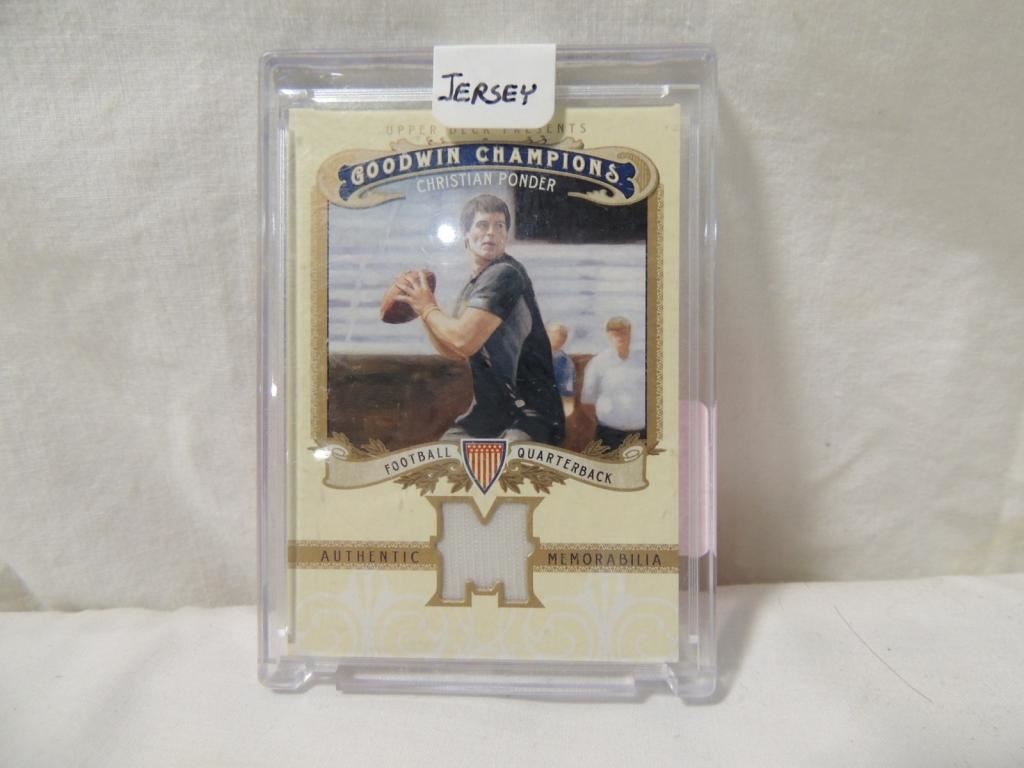 JERSEY
UPPER DECK PRESENTS
GOODWIN CHAMPIONS
CHRISTIAN PONDER
FOOTBALL QUARTERBACK
AUTHENTIC MEMORABILIA